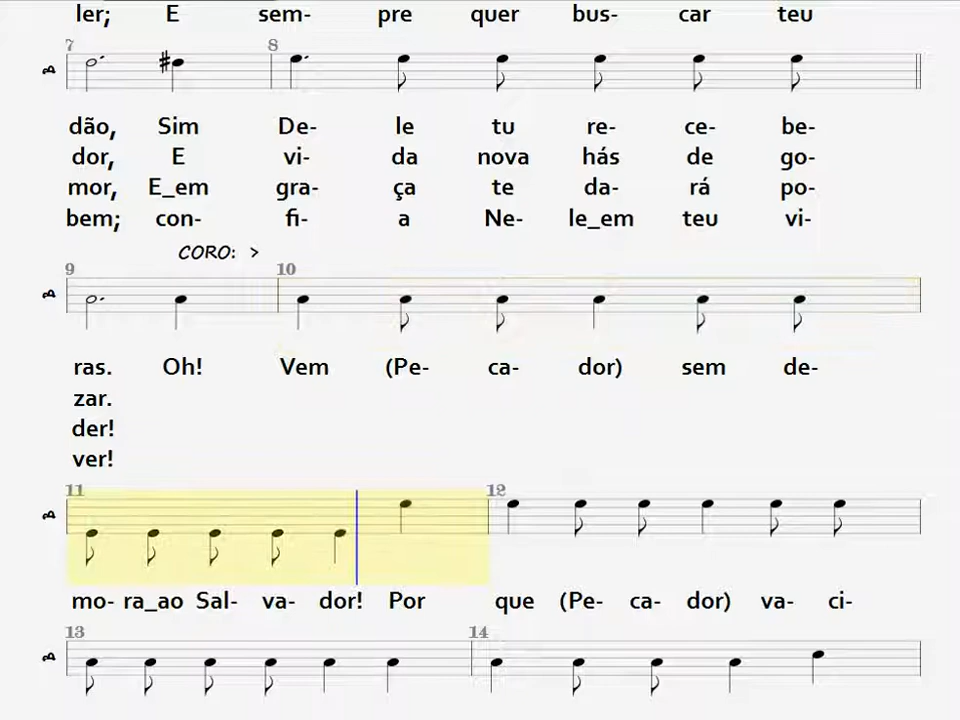 ler; E sem- pre quer bus- car teu
7 8
A
dão, Sim De- le tu re- ce- be-
dor, E vi- da nova hás de go-
mor, E_em gra- ça te da- rá po-
bem; con- fi- a Ne- le_em teu vi-
CORO: >
9 10
A
ras. Oh! Vem (Pe- ca- dor) sem de-
zar.
der!
ver!
11 12
A
mo- ra_ao Sal- va- dor! Por que (Pe- ca- dor) va- ci-
13 14
A